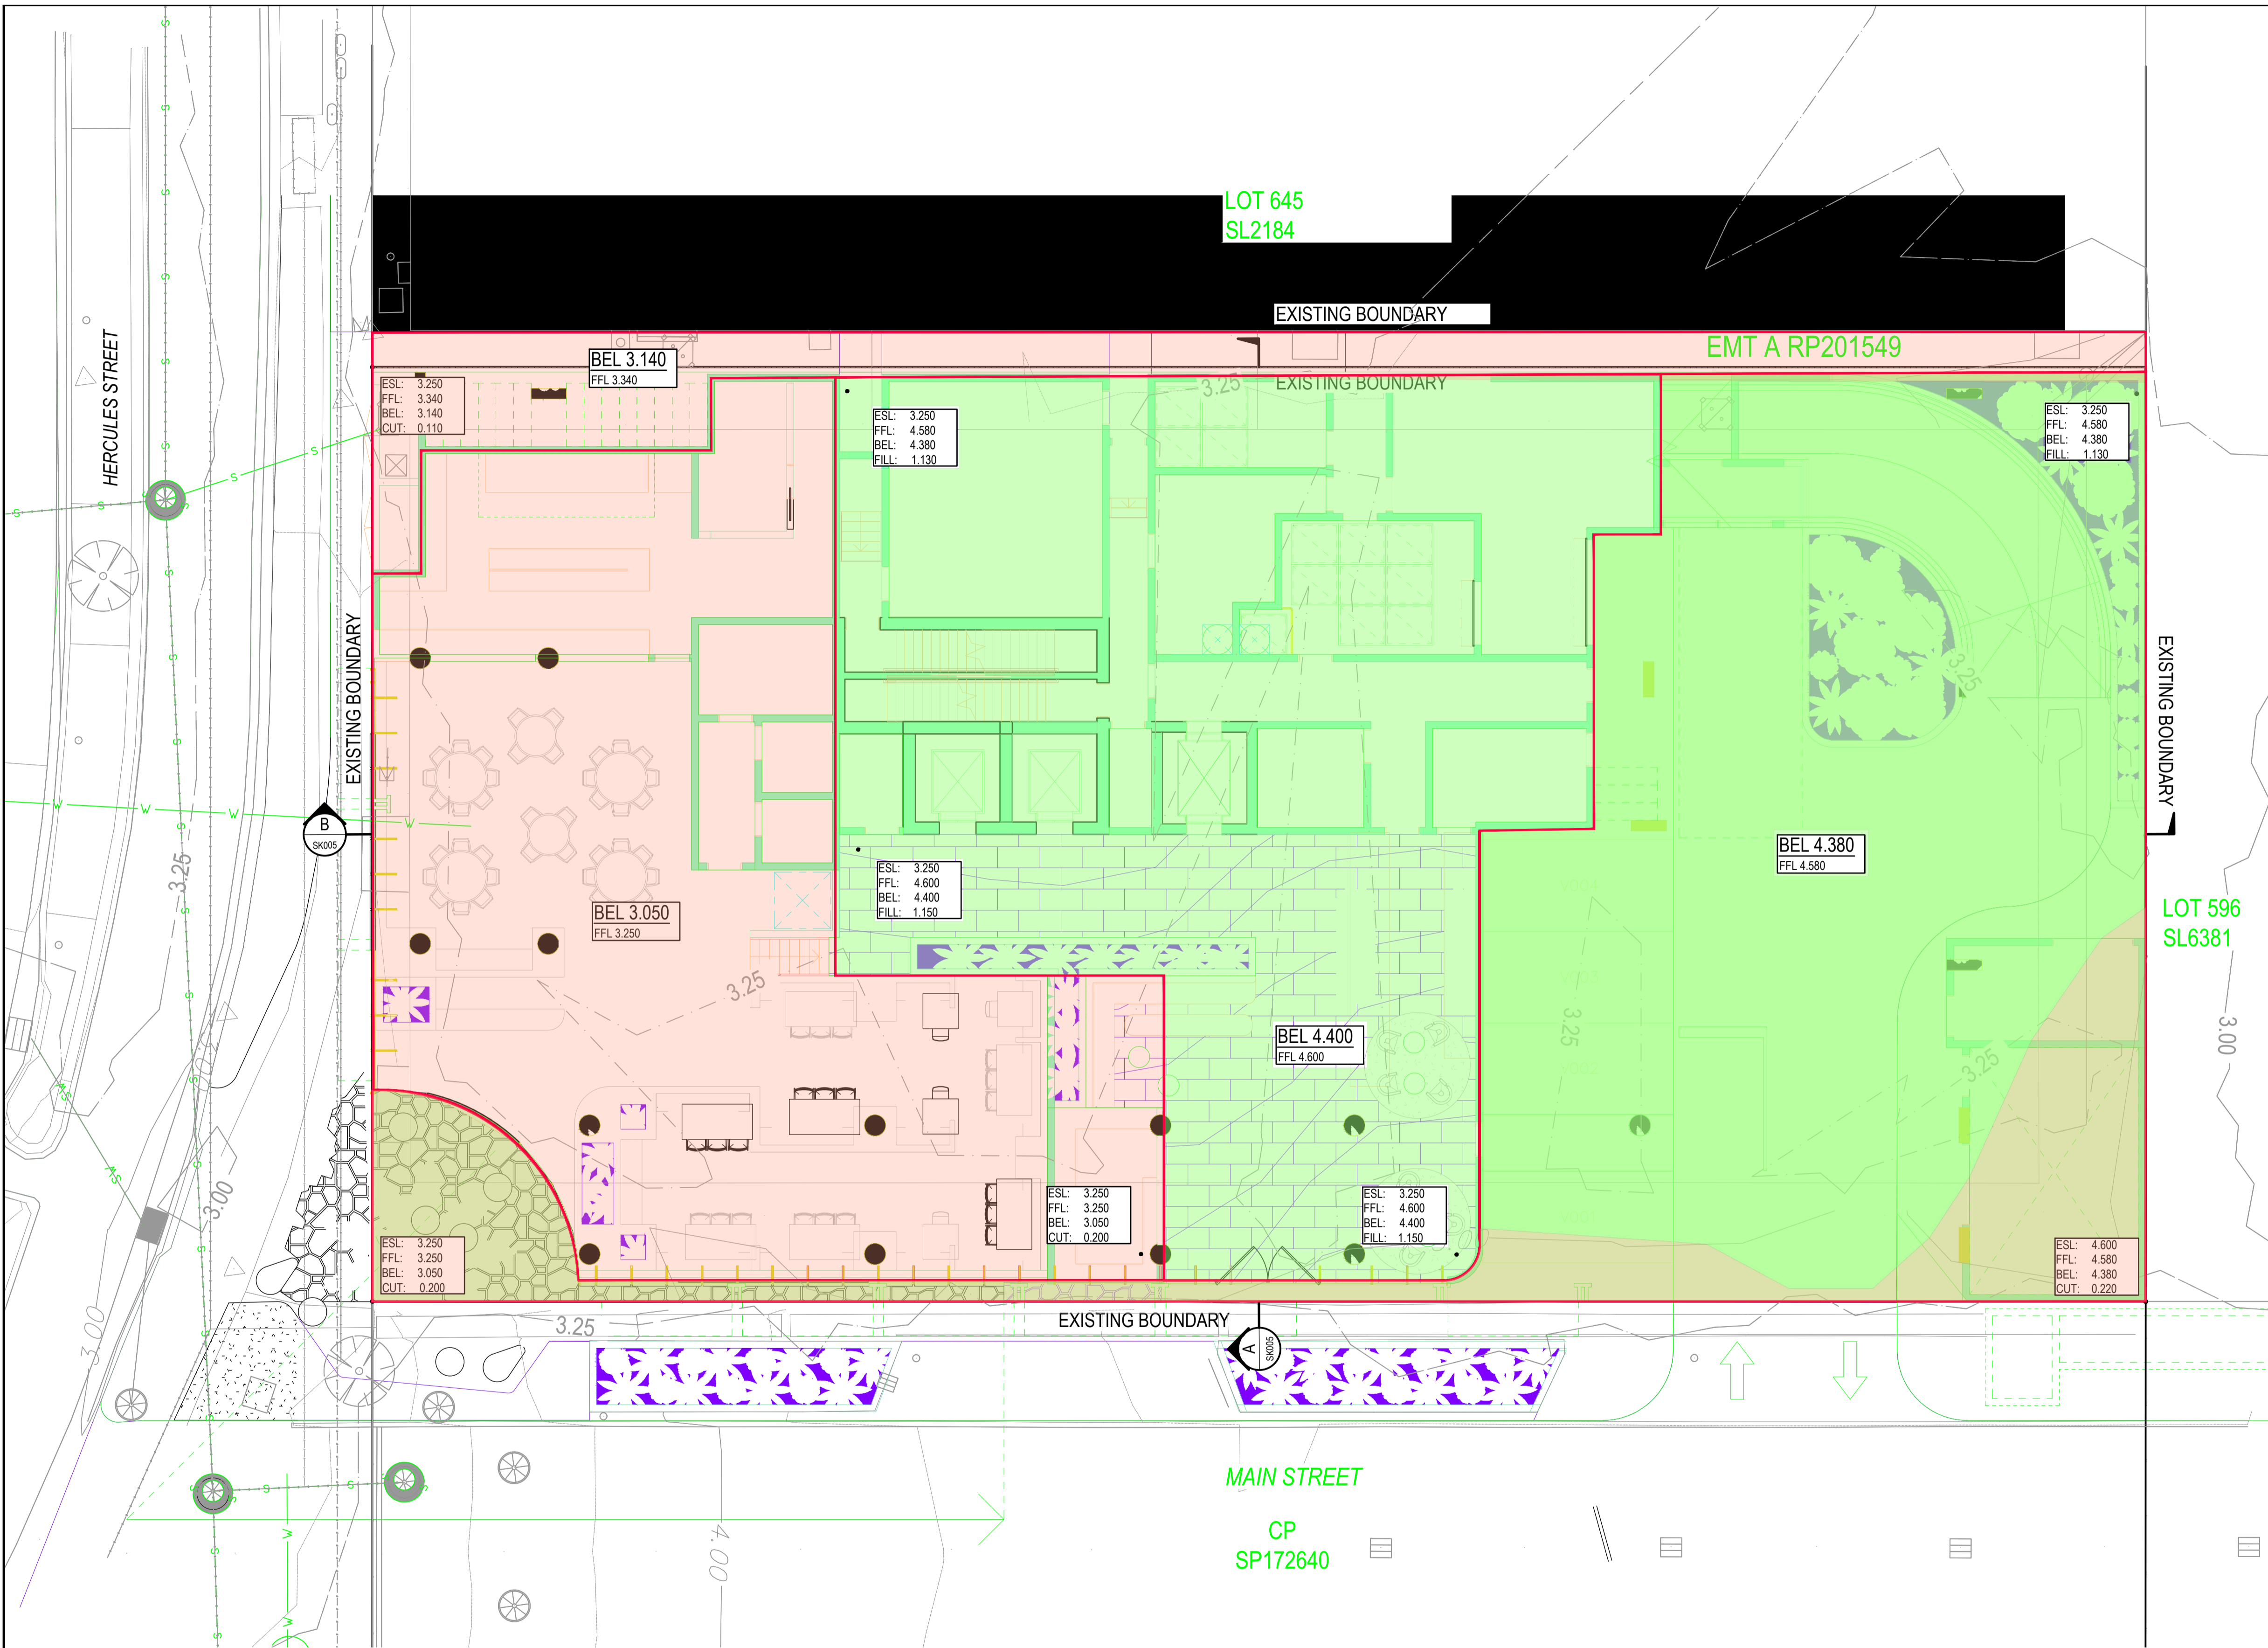 LOT 645
SL2184
EXISTING BOUNDARY
EMT A RP201549
BEL 3.140
FFL 3.340
EXISTING BOUNDARY
3.25
HERCULES STREET
ESL: 3.250
FFL: 3.340
BEL: 3.140
CUT: 0.110
ESL: 3.250
FFL: 4.580
BEL: 4.380
FILL: 1.130
ESL: 3.250
FFL: 4.580
BEL: 4.380
FILL: 1.130
EXISTING BOUNDARY
EXISTING BOUNDARY
3.25
B
SK005
3.25
BEL 4.380
FFL 4.580
ESL: 3.250
FFL: 4.600
BEL: 4.400
FILL: 1.150
BEL 3.050
FFL 3.250
LOT 596
SL6381
3.25
3.25
3.25
3.00
3.00
BEL 4.400
FFL 4.600
3.00
ESL: 3.250
FFL: 3.250
BEL: 3.050
CUT: 0.200
ESL: 3.250
FFL: 4.600
BEL: 4.400
FILL: 1.150
ESL: 3.250
FFL: 3.250
BEL: 3.050
CUT: 0.200
ESL: 4.600
FFL: 4.580
BEL: 4.380
CUT: 0.220
3.00
3.25
EXISTING BOUNDARY
A
SK005
MAIN STREET
4.00
CP
SP172640